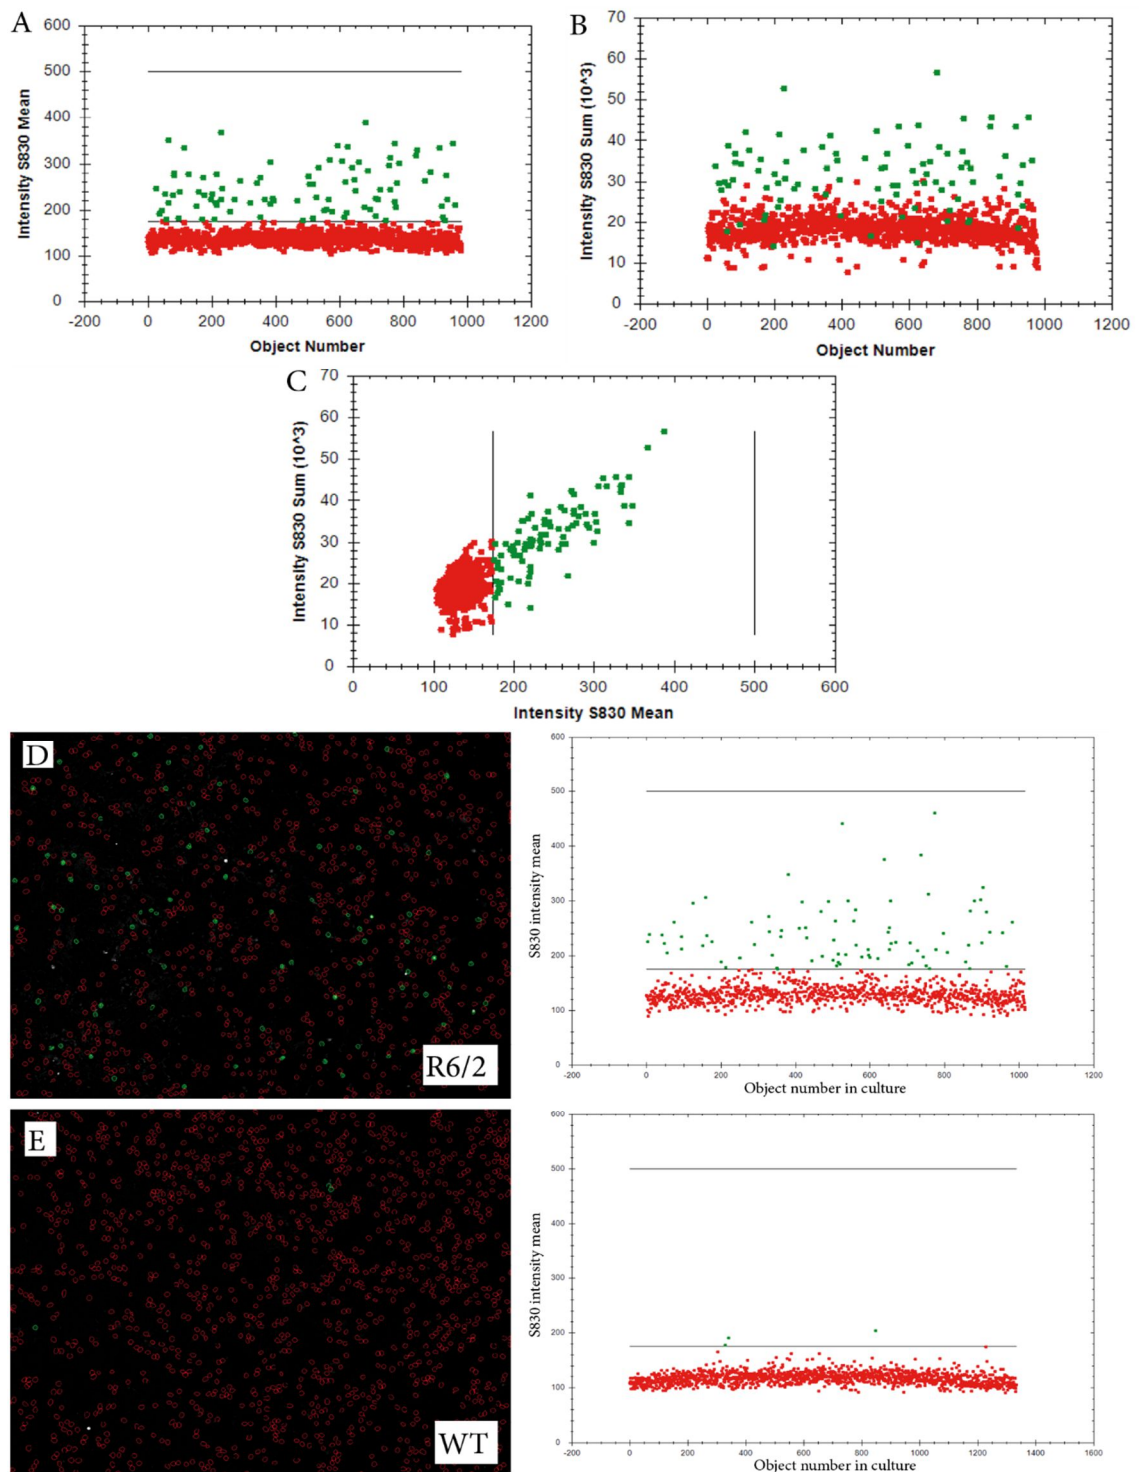 A
Intensity S830 Mean
600
500
400
300
200
100
0
-200 0 200 400 600 800 1000 1200
Object Number
B
Intensity S830 Sum (10^3)
70
60
50
40
30
20
10
0
-200 0 200 400 600 800 1000 1200
Object Number
C
Intensity S830 Sum (10^3)
70
60
50
40
30
20
10
0
0 100 200 300 400 500 600
Intensity S830 Mean
D
R6/2
S830 intensity mean
600
500
400
300
200
100
0
-200 0 200 400 600 800 1000 1200
Object number in culture
E
WT
S830 intensity mean
600
500
400
300
200
100
0
-200 0 200 400 600 800 1000 1200 1400 1600
Object number in culture